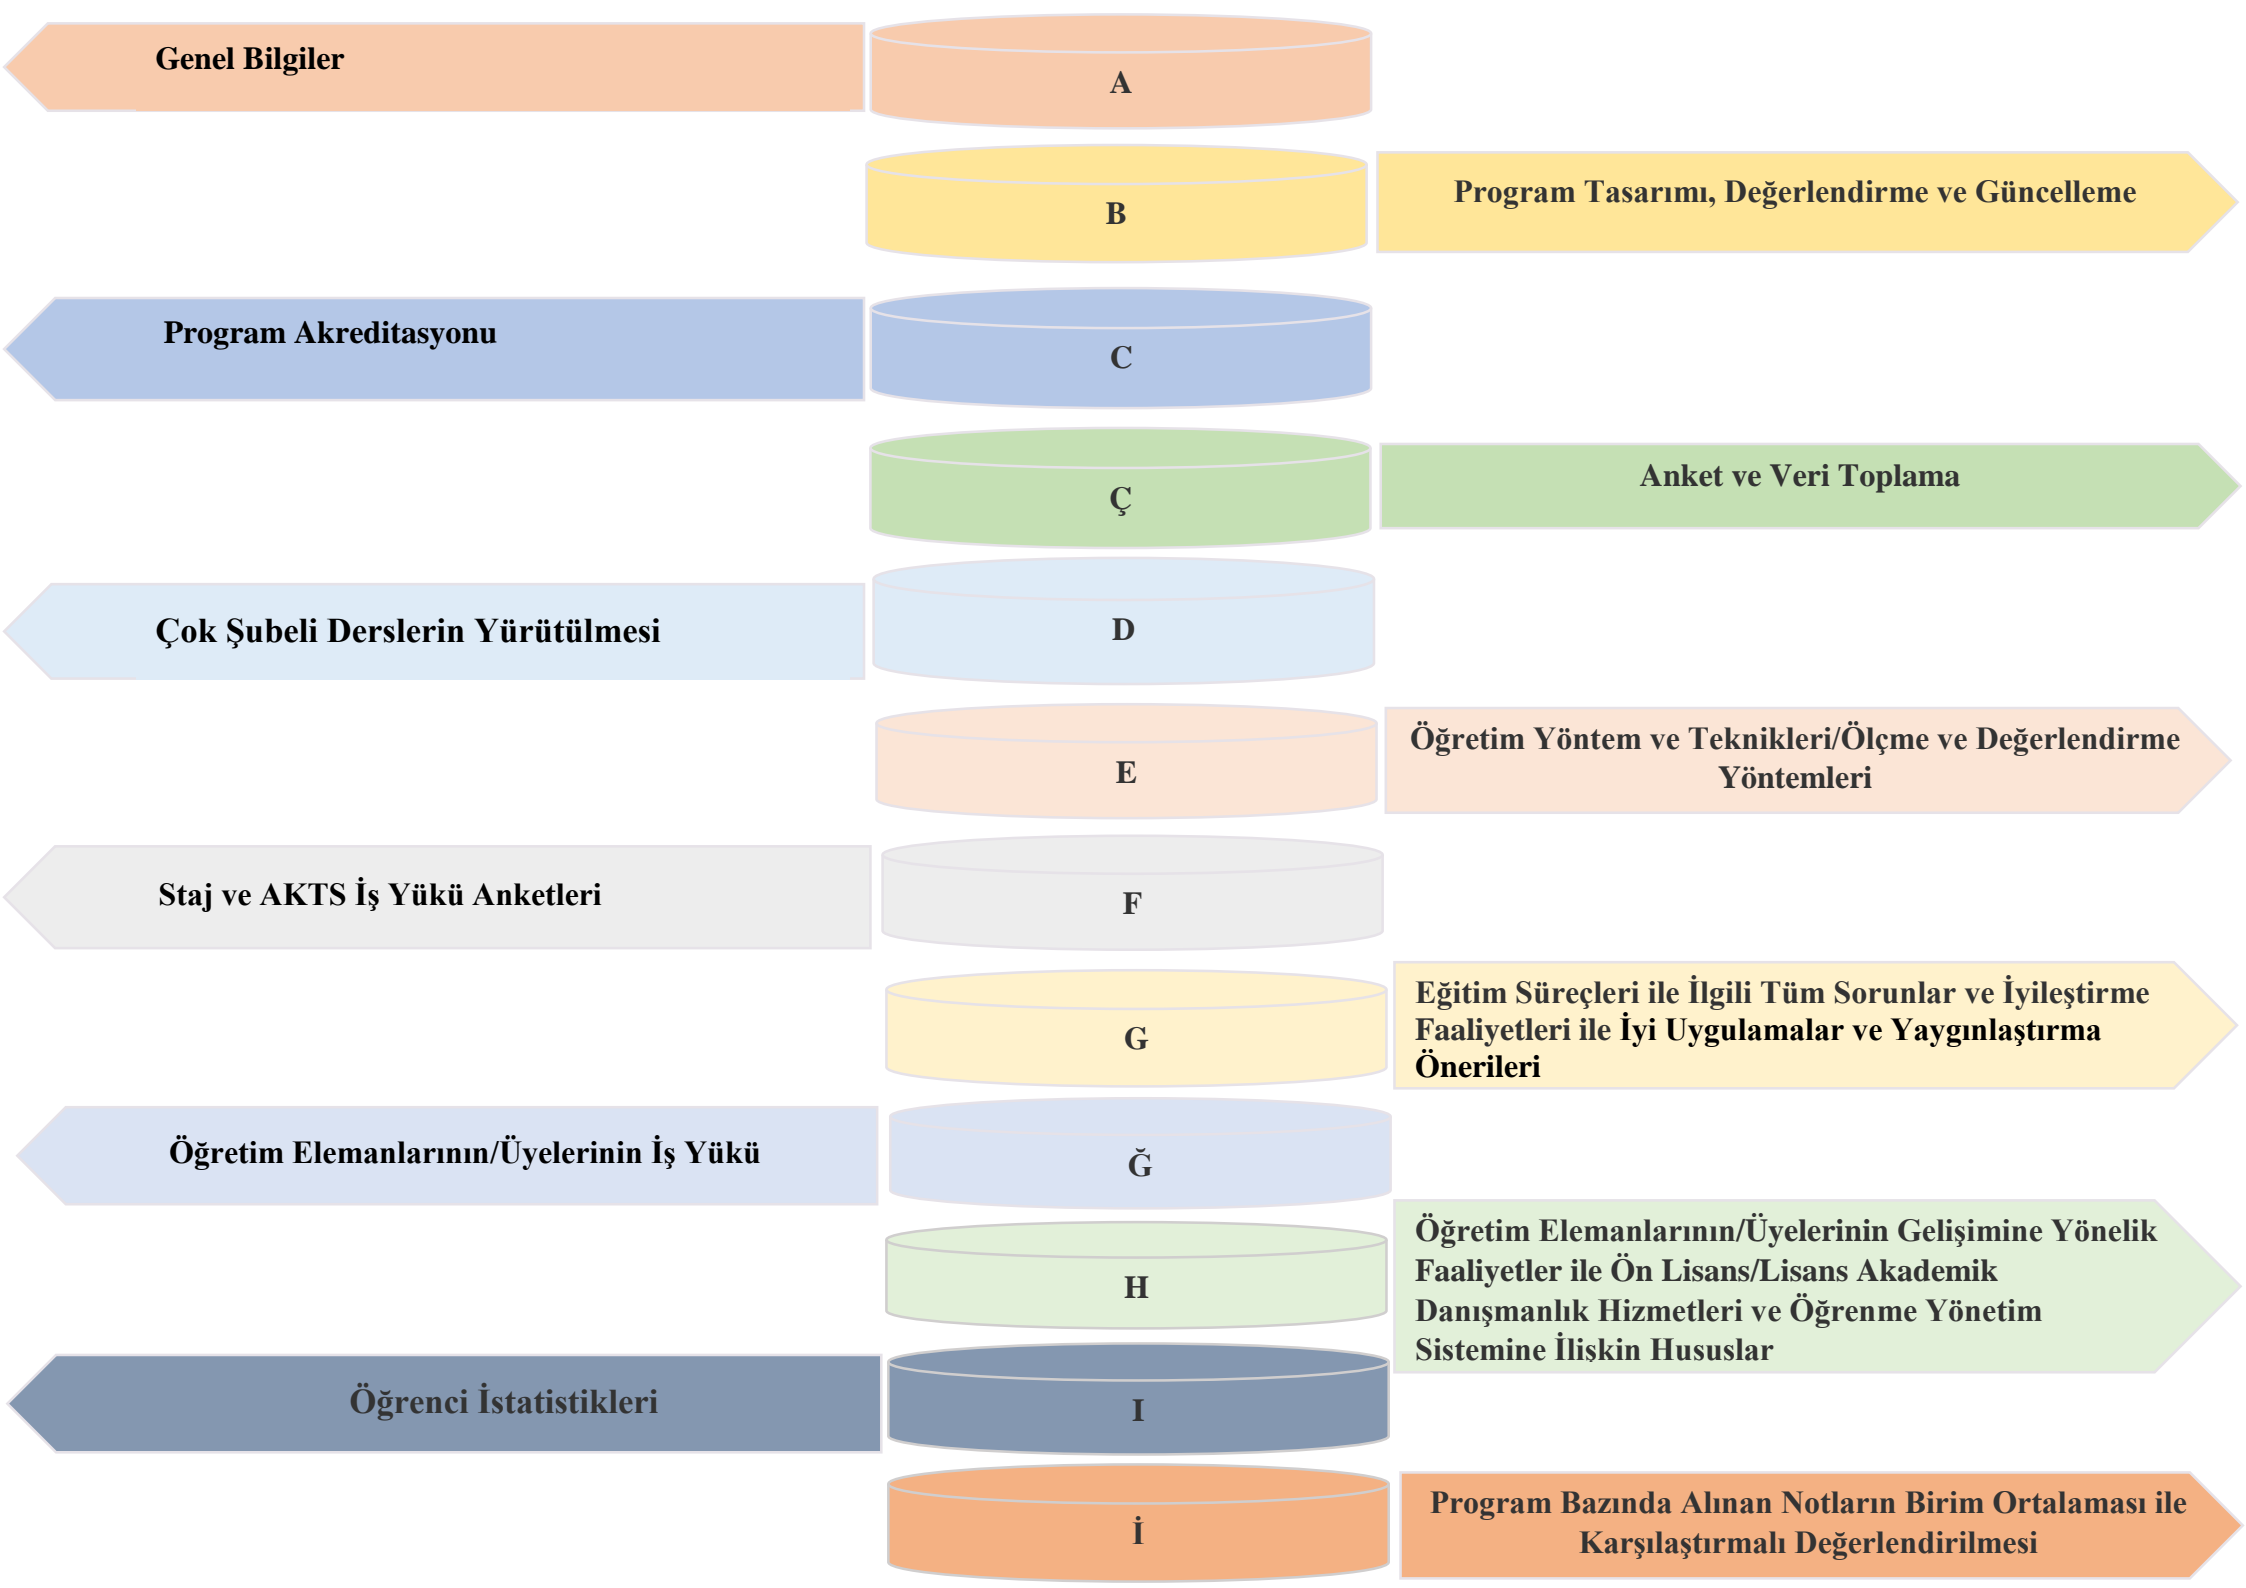 Genel Bilgiler
A
B
Program Tasarımı, Değerlendirme ve Güncelleme
Program Akreditasyonu
C
Ç
Anket ve Veri Toplama
Çok Şubeli Derslerin Yürütülmesi
D
E
Öğretim Yöntem ve Teknikleri/Ölçme ve Değerlendirme
Yöntemleri
Staj ve AKTS İş Yükü Anketleri
F
G
Eğitim Süreçleri ile İlgili Tüm Sorunlar ve İyileştirme
Faaliyetleri ile İyi Uygulamalar ve Yaygınlaştırma
Önerileri
Öğretim Elemanlarının/Üyelerinin İş Yükü
Ğ
H
Öğretim Elemanlarının/Üyelerinin Gelişimine Yönelik
Faaliyetler ile Ön Lisans/Lisans Akademik
Danışmanlık Hizmetleri ve Öğrenme Yönetim
Sistemine İlişkin Hususlar
Öğrenci İstatistikleri
I
İ
Program Bazında Alınan Notların Birim Ortalaması ile
Karşılaştırmalı Değerlendirilmesi